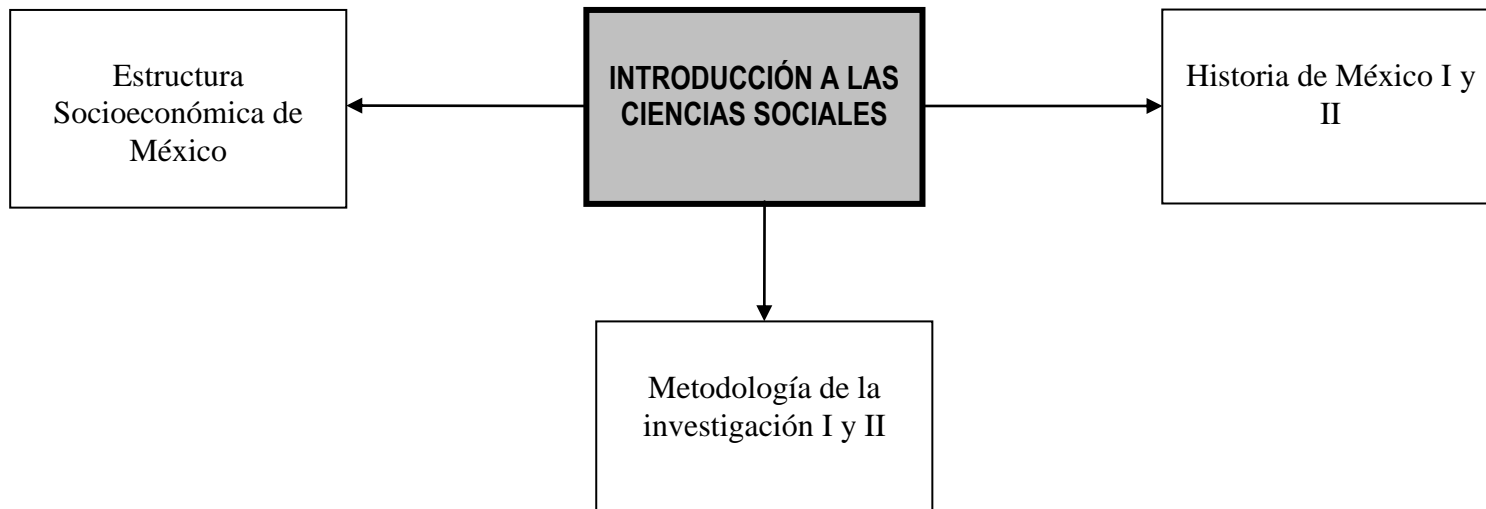 Estructura
Socioeconómica de
México
INTRODUCCIÓN A LAS
CIENCIAS SOCIALES
Historia de México I y
II
Metodología de la
investigación I y II